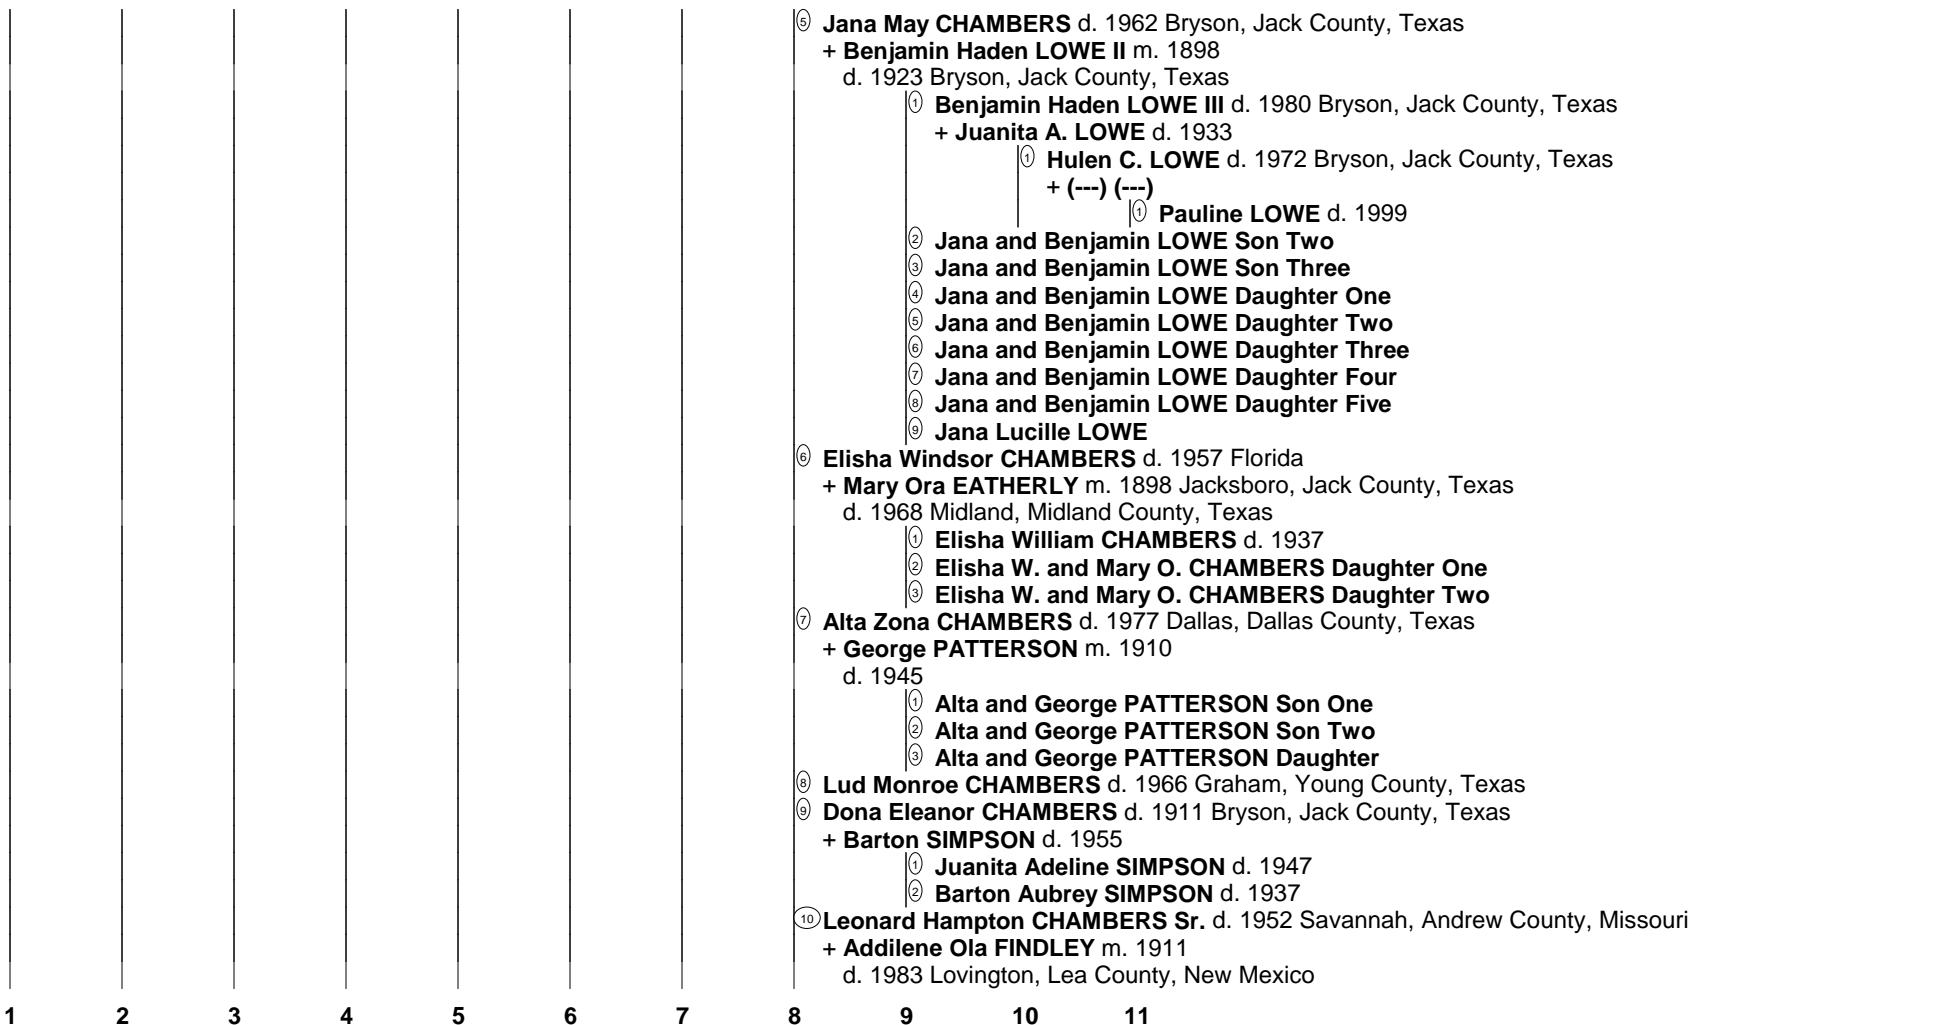 5 Jana May CHAMBERS d. 1962 Bryson, Jack County, Texas
+ Benjamin Haden LOWE II m. 1898
d. 1923 Bryson, Jack County, Texas
1 Benjamin Haden LOWE III d. 1980 Bryson, Jack County, Texas
+ Juanita A. LOWE d. 1933
1 Hulen C. LOWE d. 1972 Bryson, Jack County, Texas
+ (---) (---)
1 Pauline LOWE d. 1999
2 Jana and Benjamin LOWE Son Two
3 Jana and Benjamin LOWE Son Three
4 Jana and Benjamin LOWE Daughter One
5 Jana and Benjamin LOWE Daughter Two
6 Jana and Benjamin LOWE Daughter Three
7 Jana and Benjamin LOWE Daughter Four
8 Jana and Benjamin LOWE Daughter Five
9 Jana Lucille LOWE
6 Elisha Windsor CHAMBERS d. 1957 Florida
+ Mary Ora EATHERLY m. 1898 Jacksboro, Jack County, Texas
d. 1968 Midland, Midland County, Texas
1 Elisha William CHAMBERS d. 1937
2 Elisha W. and Mary O. CHAMBERS Daughter One
3 Elisha W. and Mary O. CHAMBERS Daughter Two
7 Alta Zona CHAMBERS d. 1977 Dallas, Dallas County, Texas
+ George PATTERSON m. 1910
d. 1945
1 Alta and George PATTERSON Son One
2 Alta and George PATTERSON Son Two
3 Alta and George PATTERSON Daughter
8 Lud Monroe CHAMBERS d. 1966 Graham, Young County, Texas
9 Dona Eleanor CHAMBERS d. 1911 Bryson, Jack County, Texas
+ Barton SIMPSON d. 1955
1 Juanita Adeline SIMPSON d. 1947
2 Barton Aubrey SIMPSON d. 1937
10 Leonard Hampton CHAMBERS Sr. d. 1952 Savannah, Andrew County, Missouri
+ Addilene Ola FINDLEY m. 1911
d. 1983 Lovington, Lea County, New Mexico
1 2 3 4 5 6 7 8 9 10 11